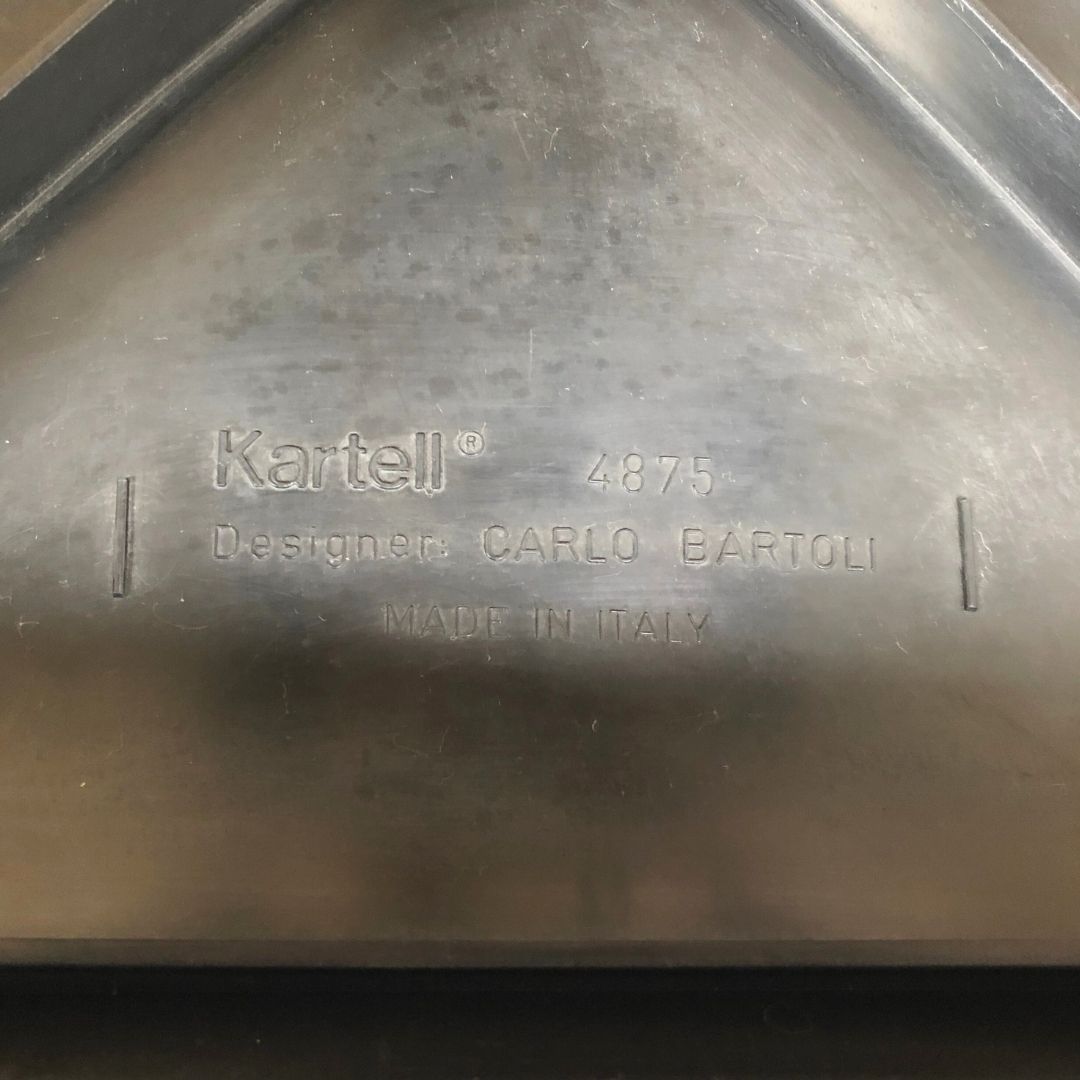 Kartell® 4875
Designer: CARLO BARTOLI
MADE IN ITALY